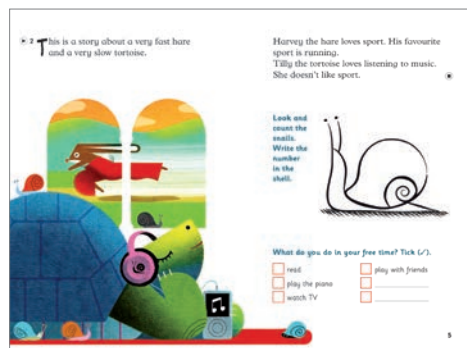 2 This is a story about a very fast hare
and a very slow tortoise.
Harvey the hare loves sport. His favourite
sport is running.
Tilly the tortoise loves listening to music.
She doesn't like sport.
Look and
count the
snails.
Write the
number
in the
shell.
What do you do in your free time? Tick (✓).
read
play with friends
play the piano
watch TV
5